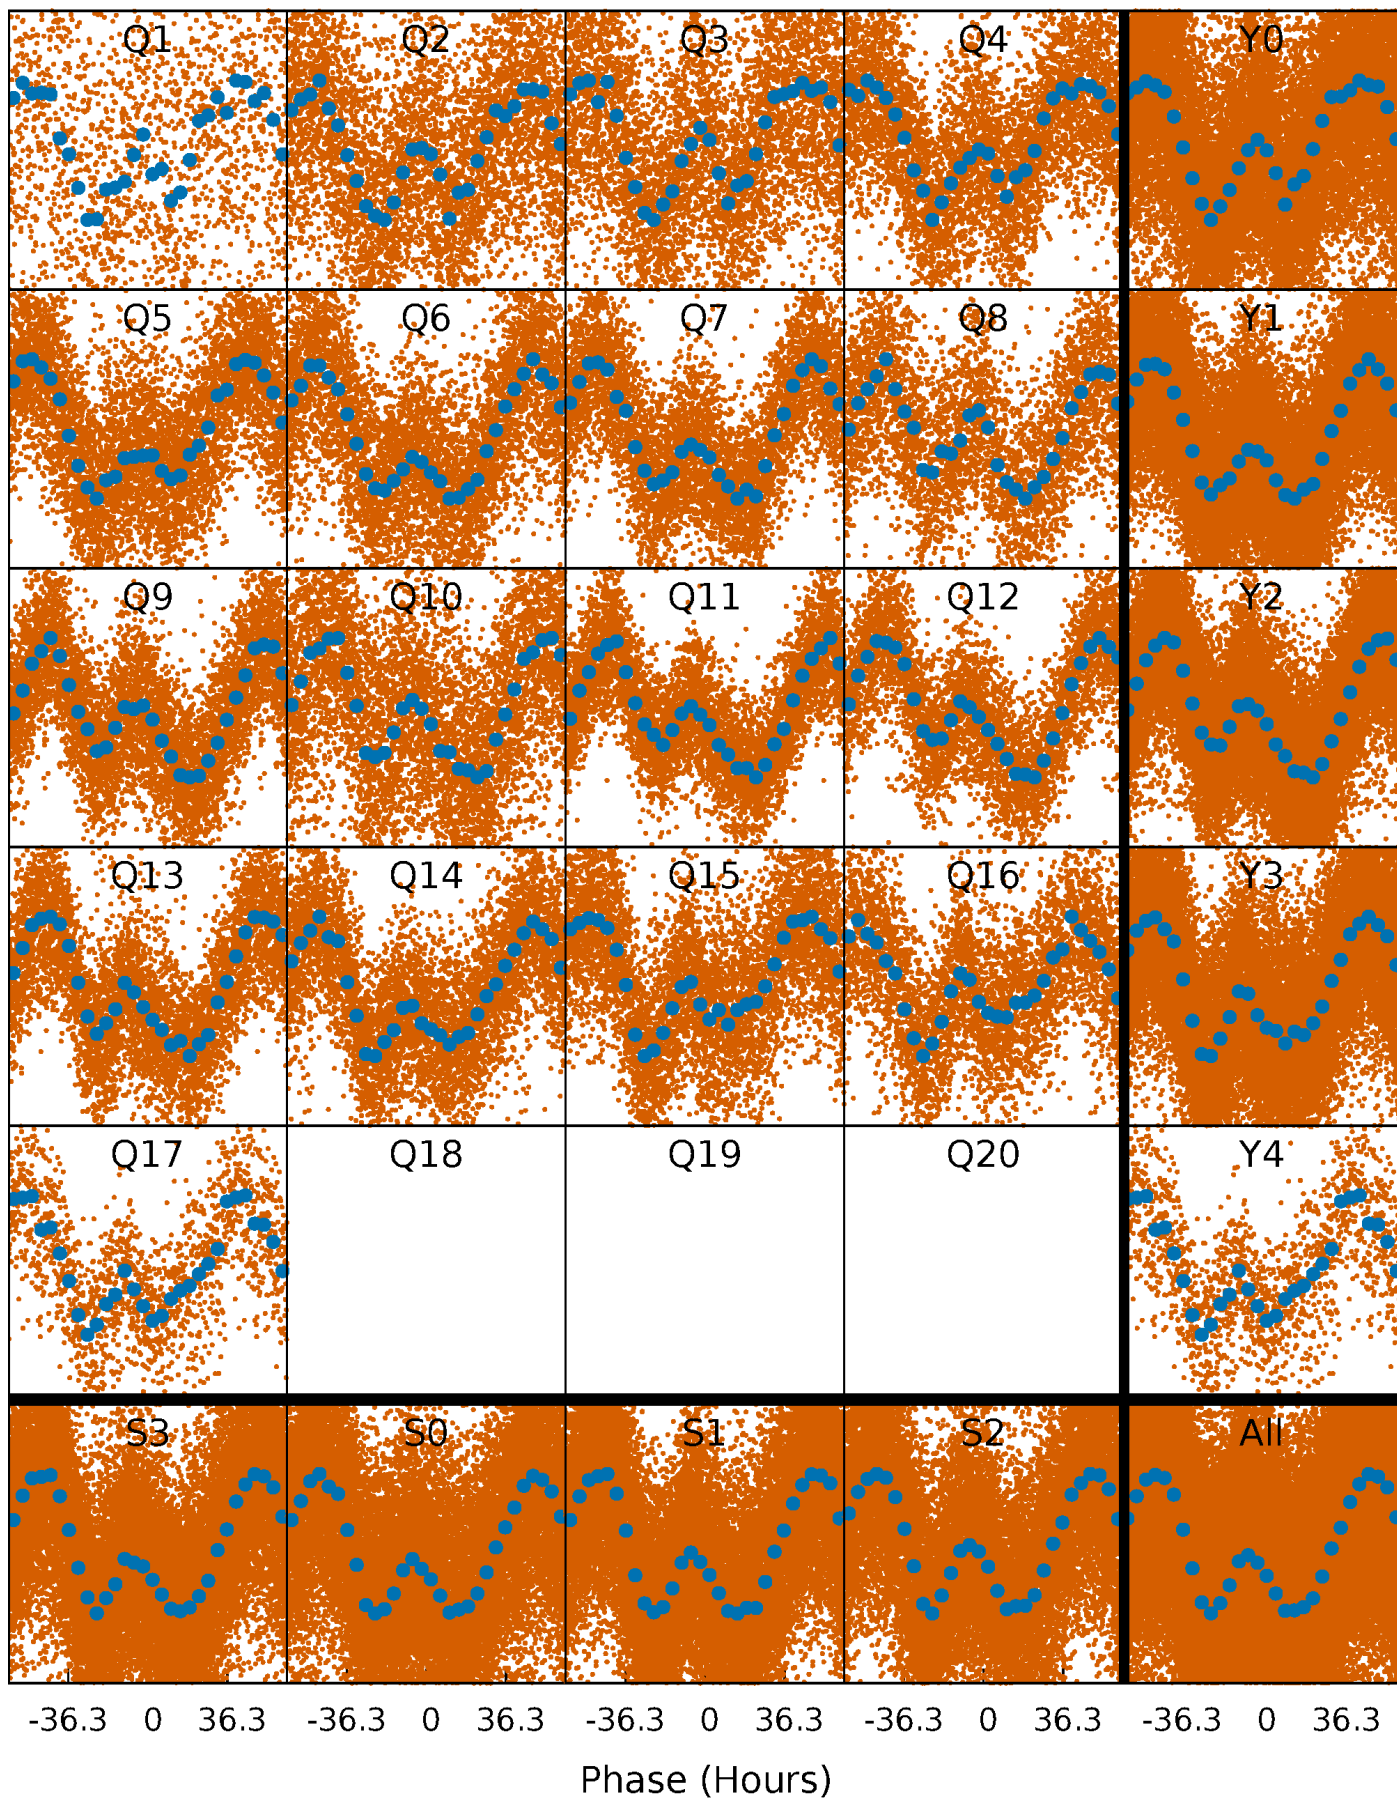 Q1 Q2 Q3 Q4 Y0
Q5 Q6 Q7 Q8 Y1
Q9 Q10 Q11 Q12 Y2
Q13 Q14 Q15 Q16 Y3
Q17 Q18 Q19 Q20 Y4
S3 S0 S1 S2 All
-36.3 0 36.3 -36.3 0 36.3 -36.3 0 36.3 -36.3 0 36.3 -36.3 0 36.3
Phase (Hours)